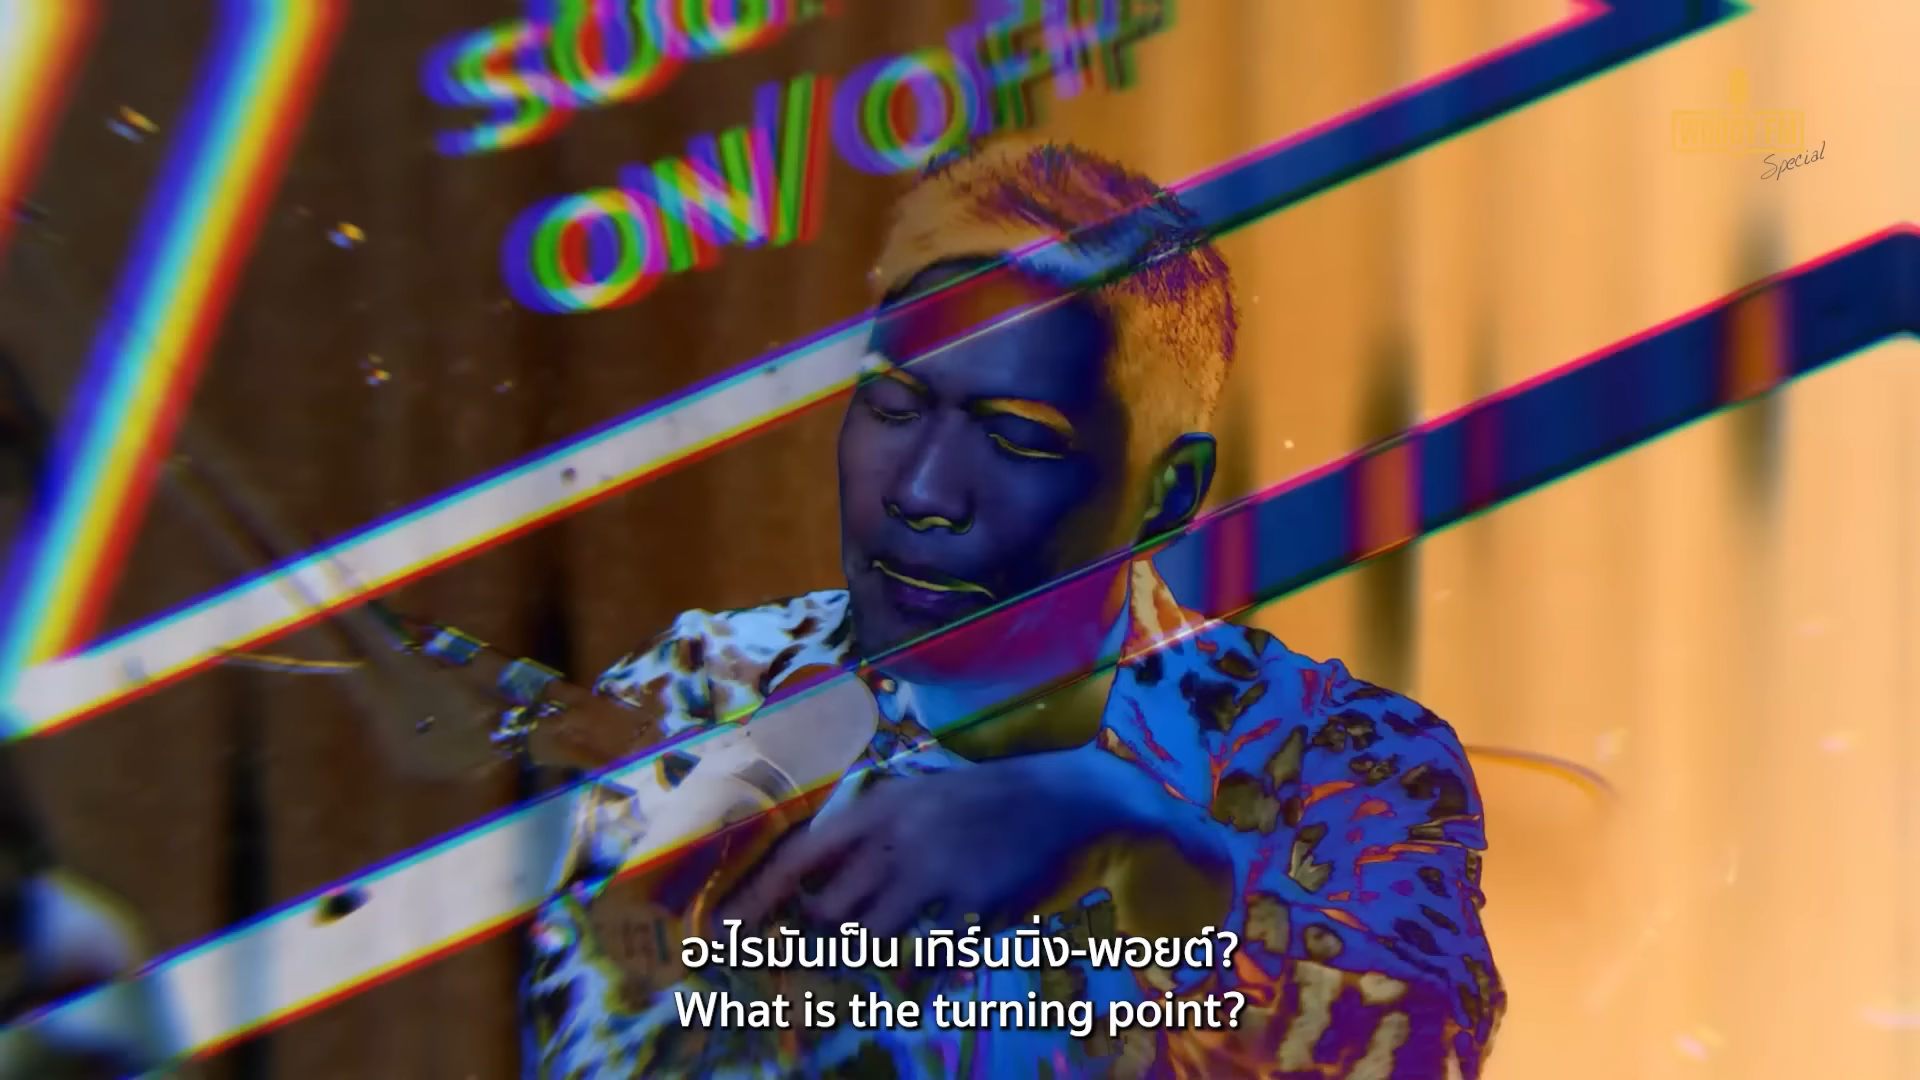 SUB
ON/OFF
Special
อะไรมันเป็น เทิร์นนิ่ง-พอยต์?
What is the turning point?